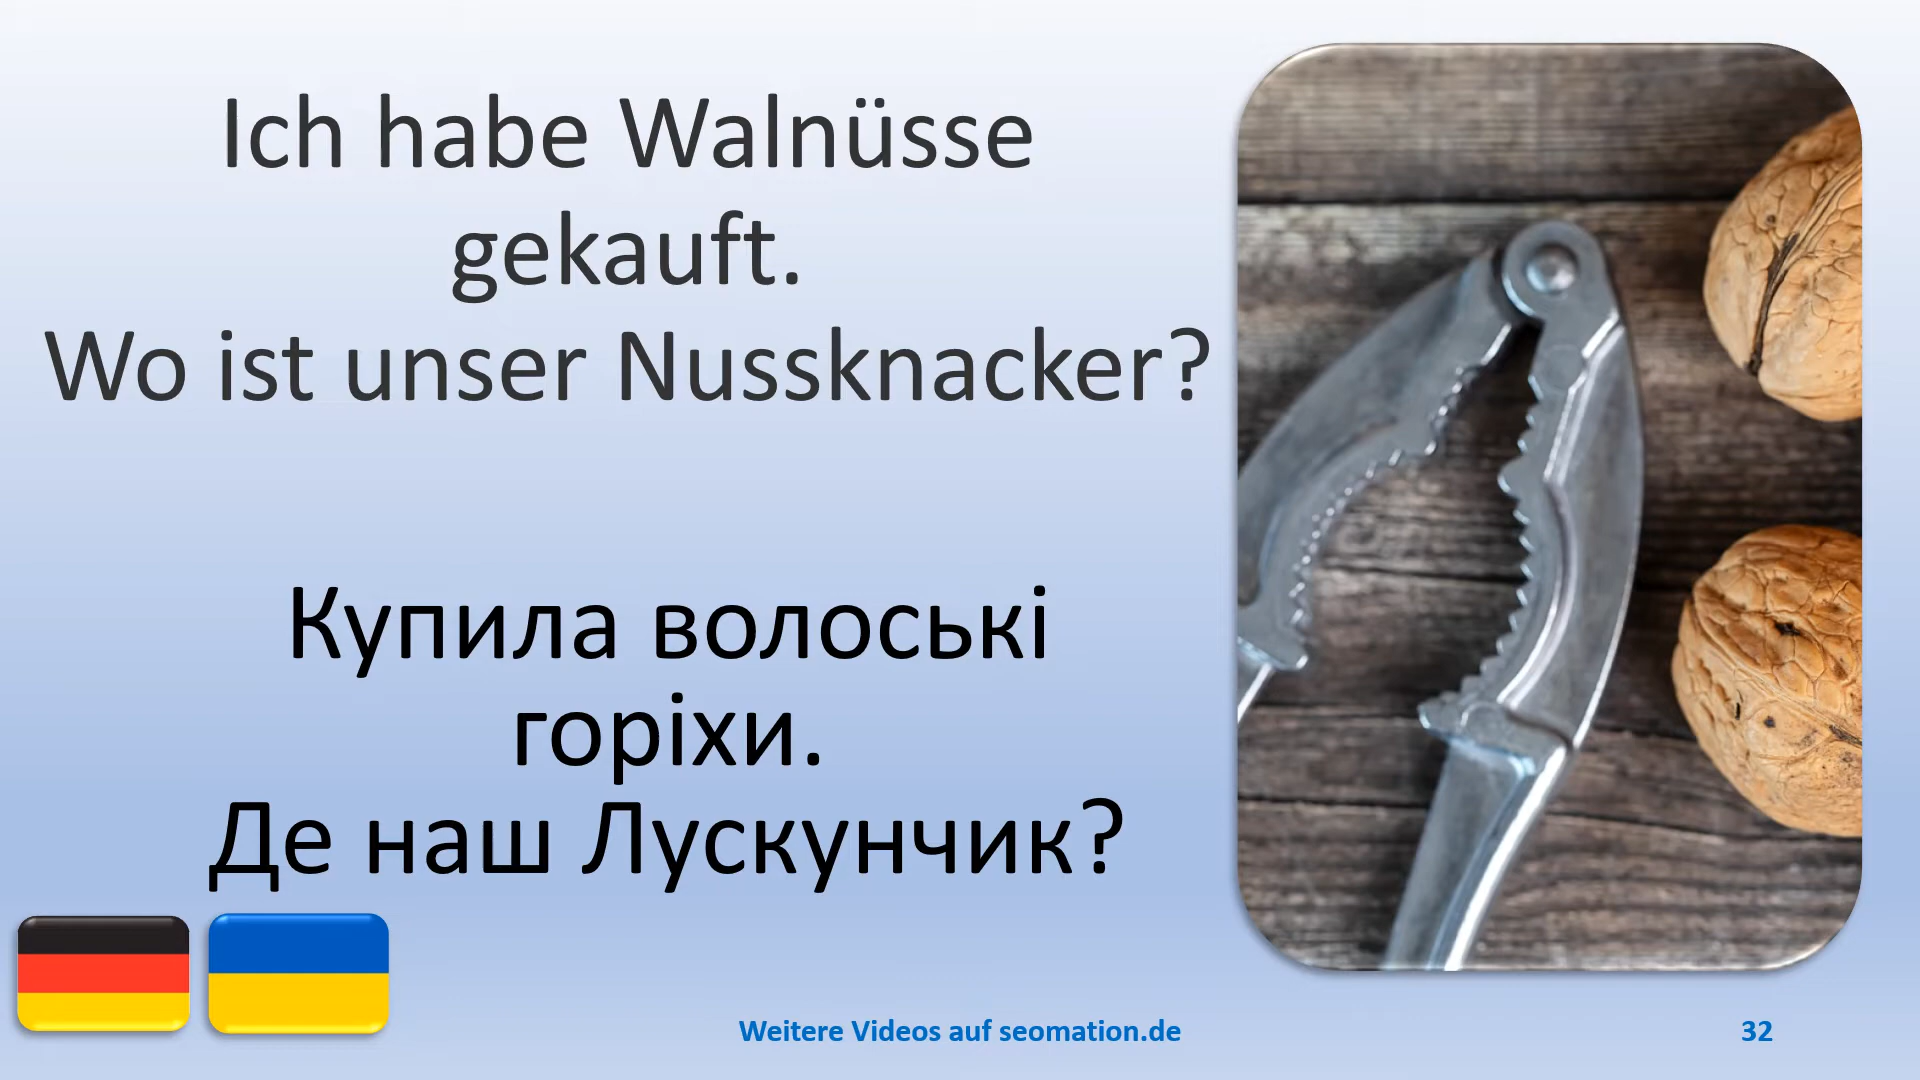 Ich habe Walnüsse
gekauft.
Wo ist unser Nussknacker?
Купила волоські
горіхи.
Де наш Лускунчик?
Weitere Videos auf seomation.de
32